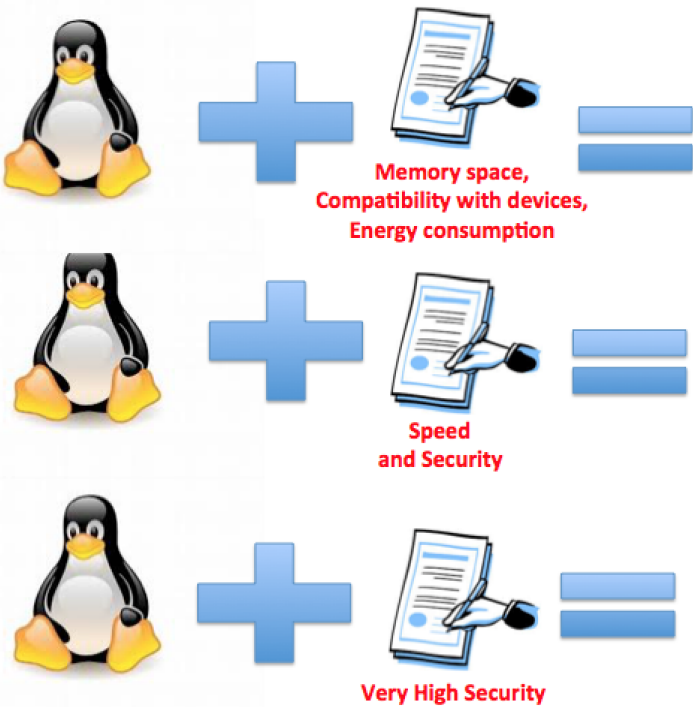 Memory space,
Compatibility with devices,
Energy consumption
Speed
and Security
Very High Security